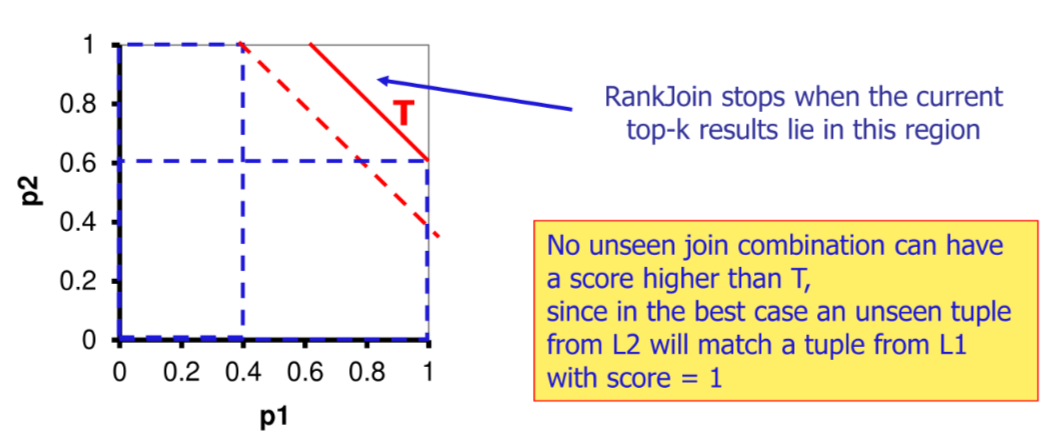 1
0.8
0.6
0.4
0.2
0
p2
0 0.2 0.4 0.6 0.8 1
p1
T
RankJoin stops when the current
top-k results lie in this region
No unseen join combination can have
a score higher than T,
since in the best case an unseen tuple
from L2 will match a tuple from L1
with score = 1